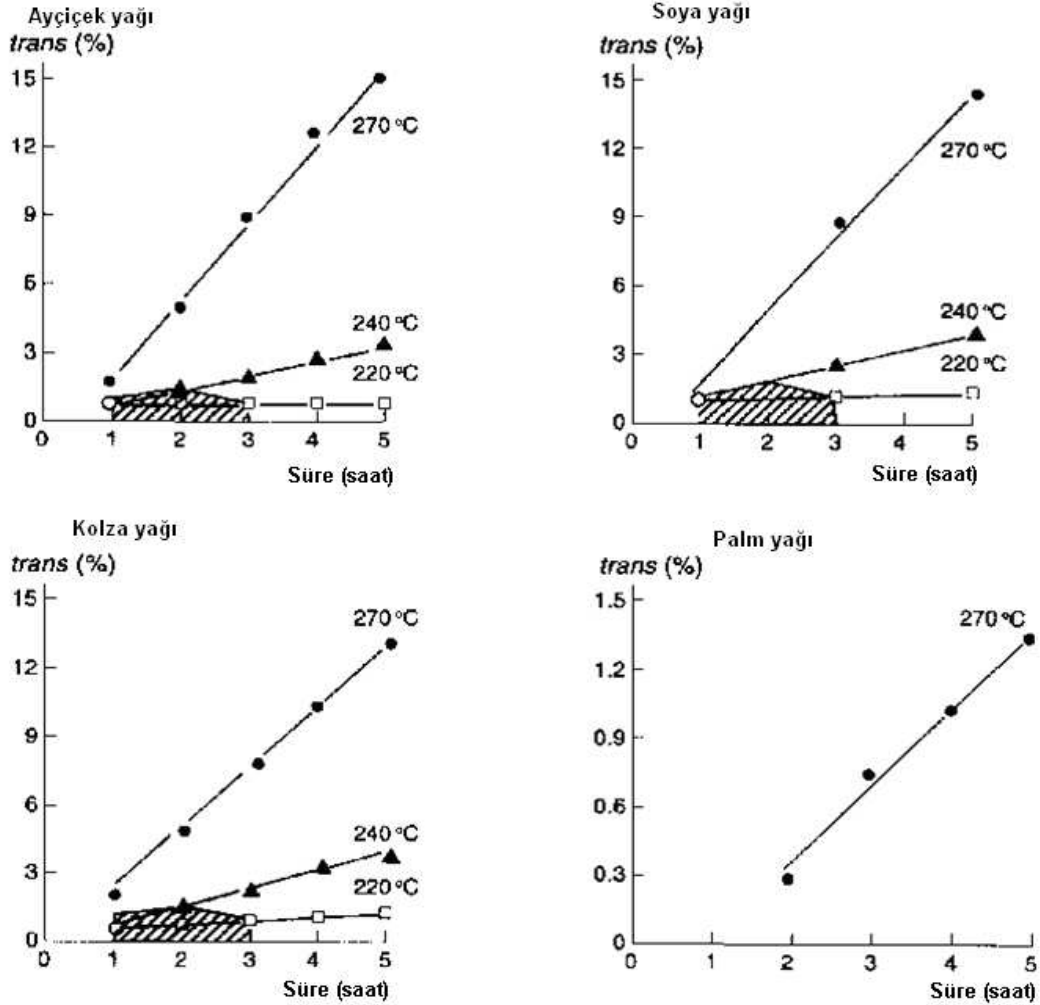 Ayçiçek yağı
trans (%)
15
12
9
6
3
0
270 °C
240 °C
220 °C
0 1 2 3 4 5
Süre (saat)
Soya yağı
trans (%)
15
12
9
6
3
0
270 °C
240 °C
220 °C
0 1 2 3 4 5
Süre (saat)
Kolza yağı
trans (%)
15
12
9
6
3
0
270 °C
240 °C
220 °C
0 1 2 3 4 5
Süre (saat)
Palm yağı
trans (%)
1.5
1.2
0.9
0.6
0.3
0
270 °C
0 1 2 3 4 5
Süre (saat)